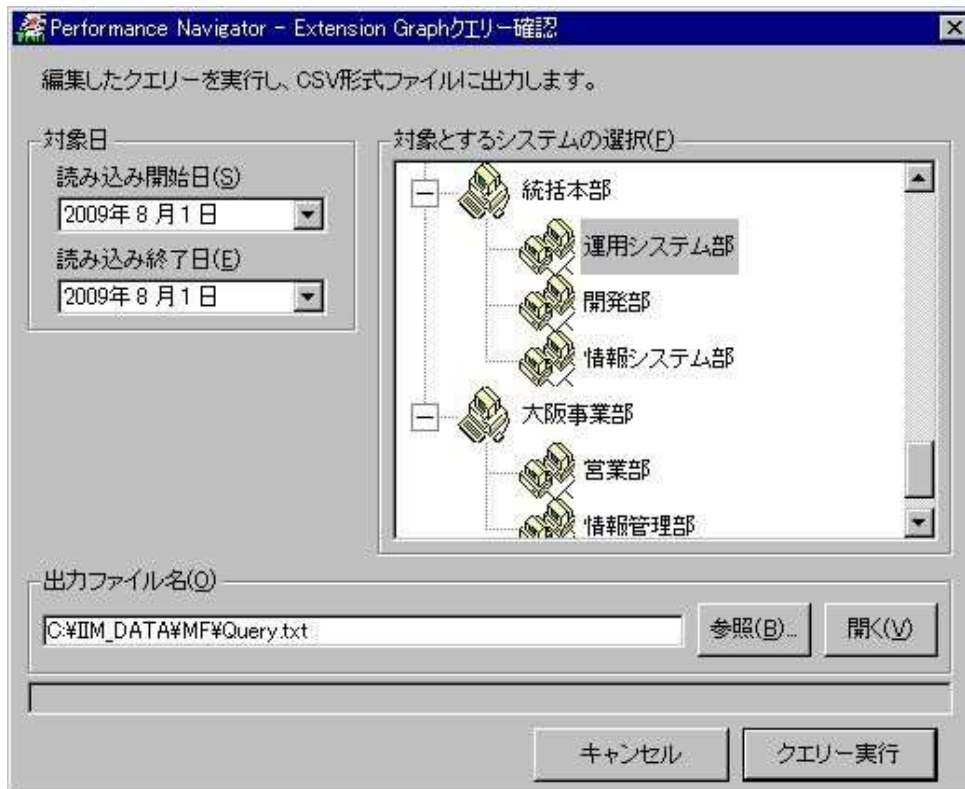 Performance Navigator - Extension Graphクエリー確認
編集したクエリーを実行し、CSV形式ファイルに出力します。
対象日
読み込み開始日(S)
2009年 8 月 1 日
読み込み終了日(E)
2009年 8 月 1 日
対象とするシステムの選択(F)
統括本部
運用システム部
開発部
情報システム部
大阪事業部
営業部
情報管理部
出力ファイル名(O)
C:¥IIM_DATA¥MF¥Query.txt
参照(B)...
開く(V)
キャンセル
クエリー実行